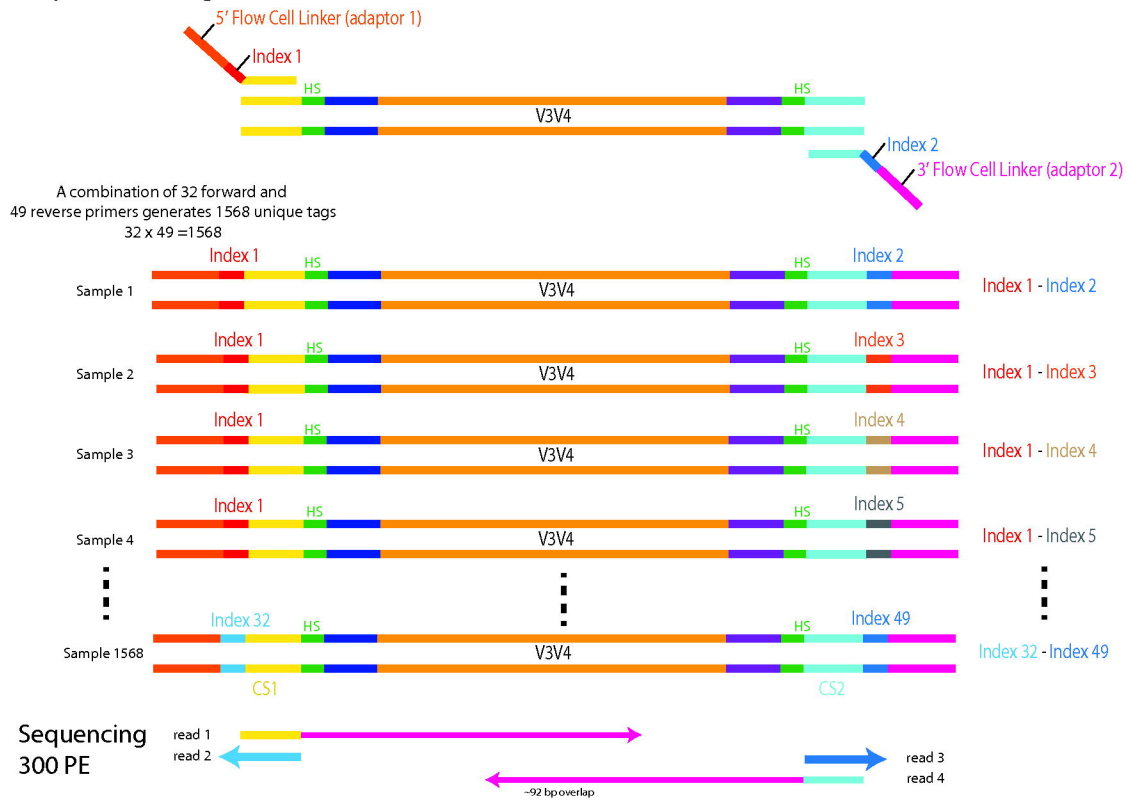 5' Flow Cell Linker (adaptor 1)
Index 1
HS
HS
V3V4
Index 2
3' Flow Cell Linker (adaptor 2)
A combination of 32 forward and
49 reverse primers generates 1568 unique tags
32 x 49 =1568
Index 1
HS
HS
Index 2
Sample 1
V3V4
Index 1 - Index 2
Index 1
HS
HS
Index 3
Sample 2
V3V4
Index 1 - Index 3
Index 1
HS
HS
Index 4
Sample 3
V3V4
Index 1 - Index 4
Index 1
HS
HS
Index 5
Sample 4
V3V4
Index 1 - Index 5
Index 32
HS
HS
Index 49
Sample 1568
V3V4
Index 32 - Index 49
CS1
CS2
Sequencing
300 PE
read 1
read 2
read 3
read 4
~92 bp overlap